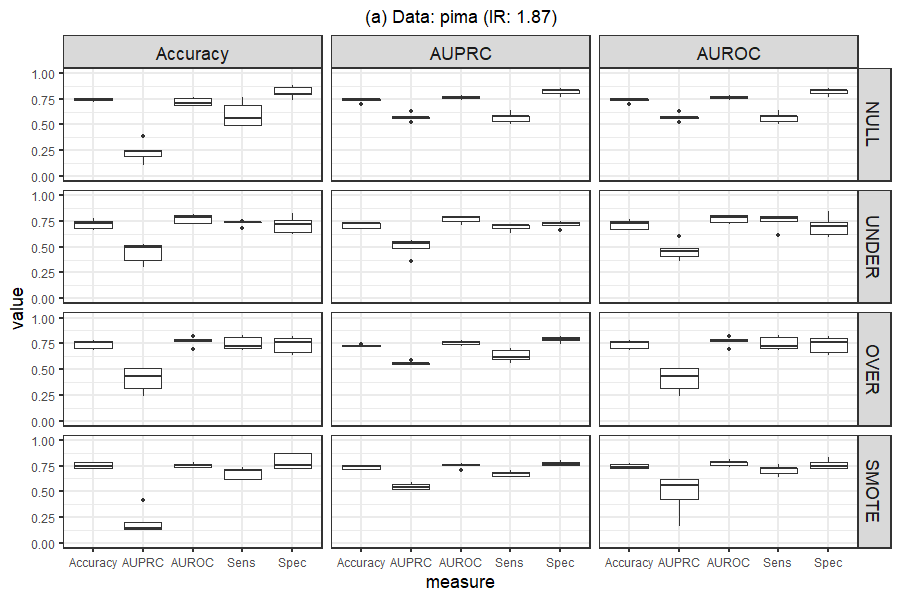 (a) Data: pima (IR: 1.87)
Accuracy AUPRC AUROC
1.00
0.75
0.50
0.25
0.00
NULL
1.00
0.75
0.50
0.25
0.00
UNDER
value
1.00
0.75
0.50
0.25
0.00
OVER
1.00
0.75
0.50
0.25
0.00
SMOTE
Accuracy AUPRC AUROC Sens Spec Accuracy AUPRC AUROC Sens Spec Accuracy AUPRC AUROC Sens Spec
measure